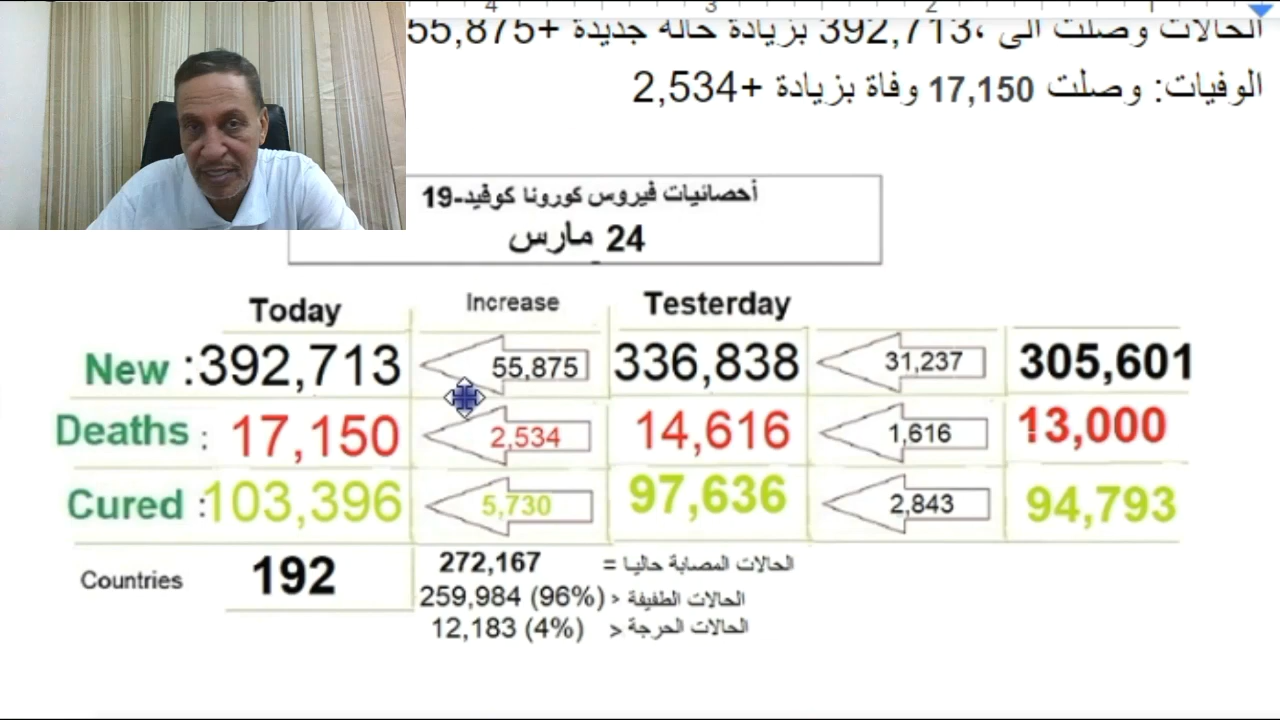 4 3 2 1
الحالات وصلت الى 392,713، بزيادة حالة جديدة +55,875
الوفيات: وصلت 17,150 وفاة بزيادة +2,534
أحصائيات فيروس كورونا كوفيد-19
24 مارس
Today Increase Testerday
New : 392,713 55,875 336,838 31,237 305,601
Deaths : 17,150 2,534 14,616 1,616 13,000
Cured : 103,396 5,730 97,636 2,843 94,793
Countries 192
272,167 = الحالات المصابة حاليا
259,984 (96%) > الحالات الطفيفة
12,183 (4%) > الحالات الحرجة